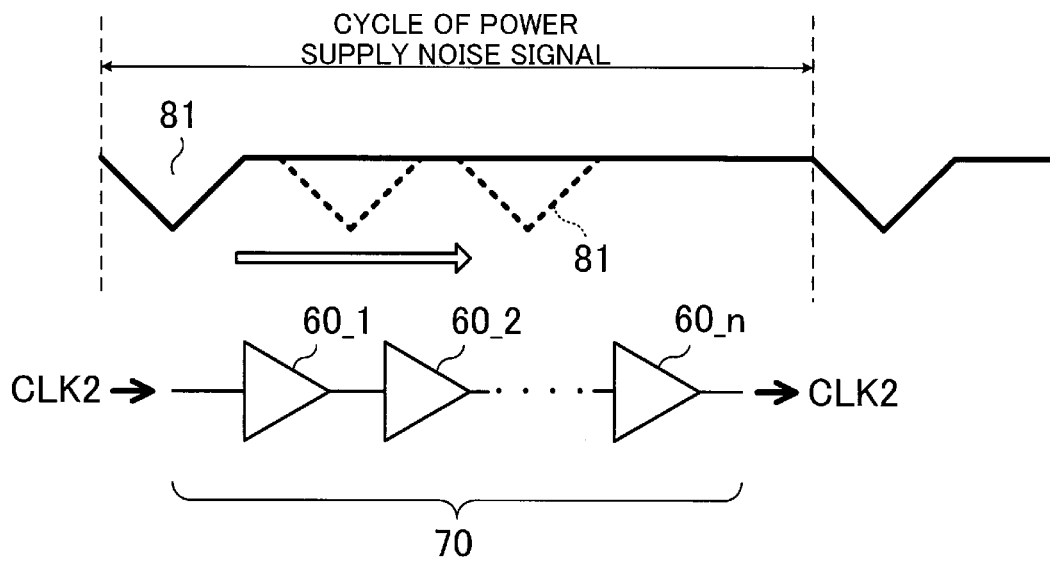 CYCLE OF POWER
SUPPLY NOISE SIGNAL
81
81
60_1
60_2
60_n
CLK2
CLK2
70